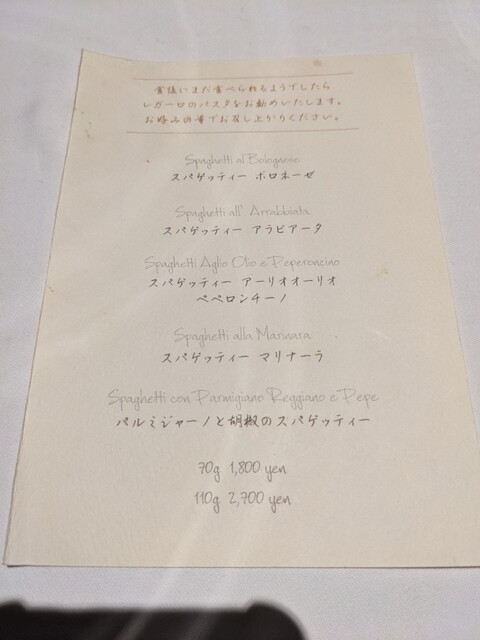 食後にまだ食べられるようでしたら
レガーロのパスタをお勧めいたします。
お好みの量でお召し上がりください。
Spaghetti al Bolognese
スパゲッティー ボロネーゼ
Spaghetti all' Arrabbiata
スパゲッティー アラビアータ
Spaghetti Aglio Olio e Peperoncino
スパゲッティー アーリオオーリオ
ペペロンチーノ
Spaghetti alla Marinara
スパゲッティー マリナーラ
Spaghetti con Parmigiano Reggiano e Pepe
パルミジャーノと胡椒のスパゲッティー
70g 1,800 yen
110g 2,700 yen